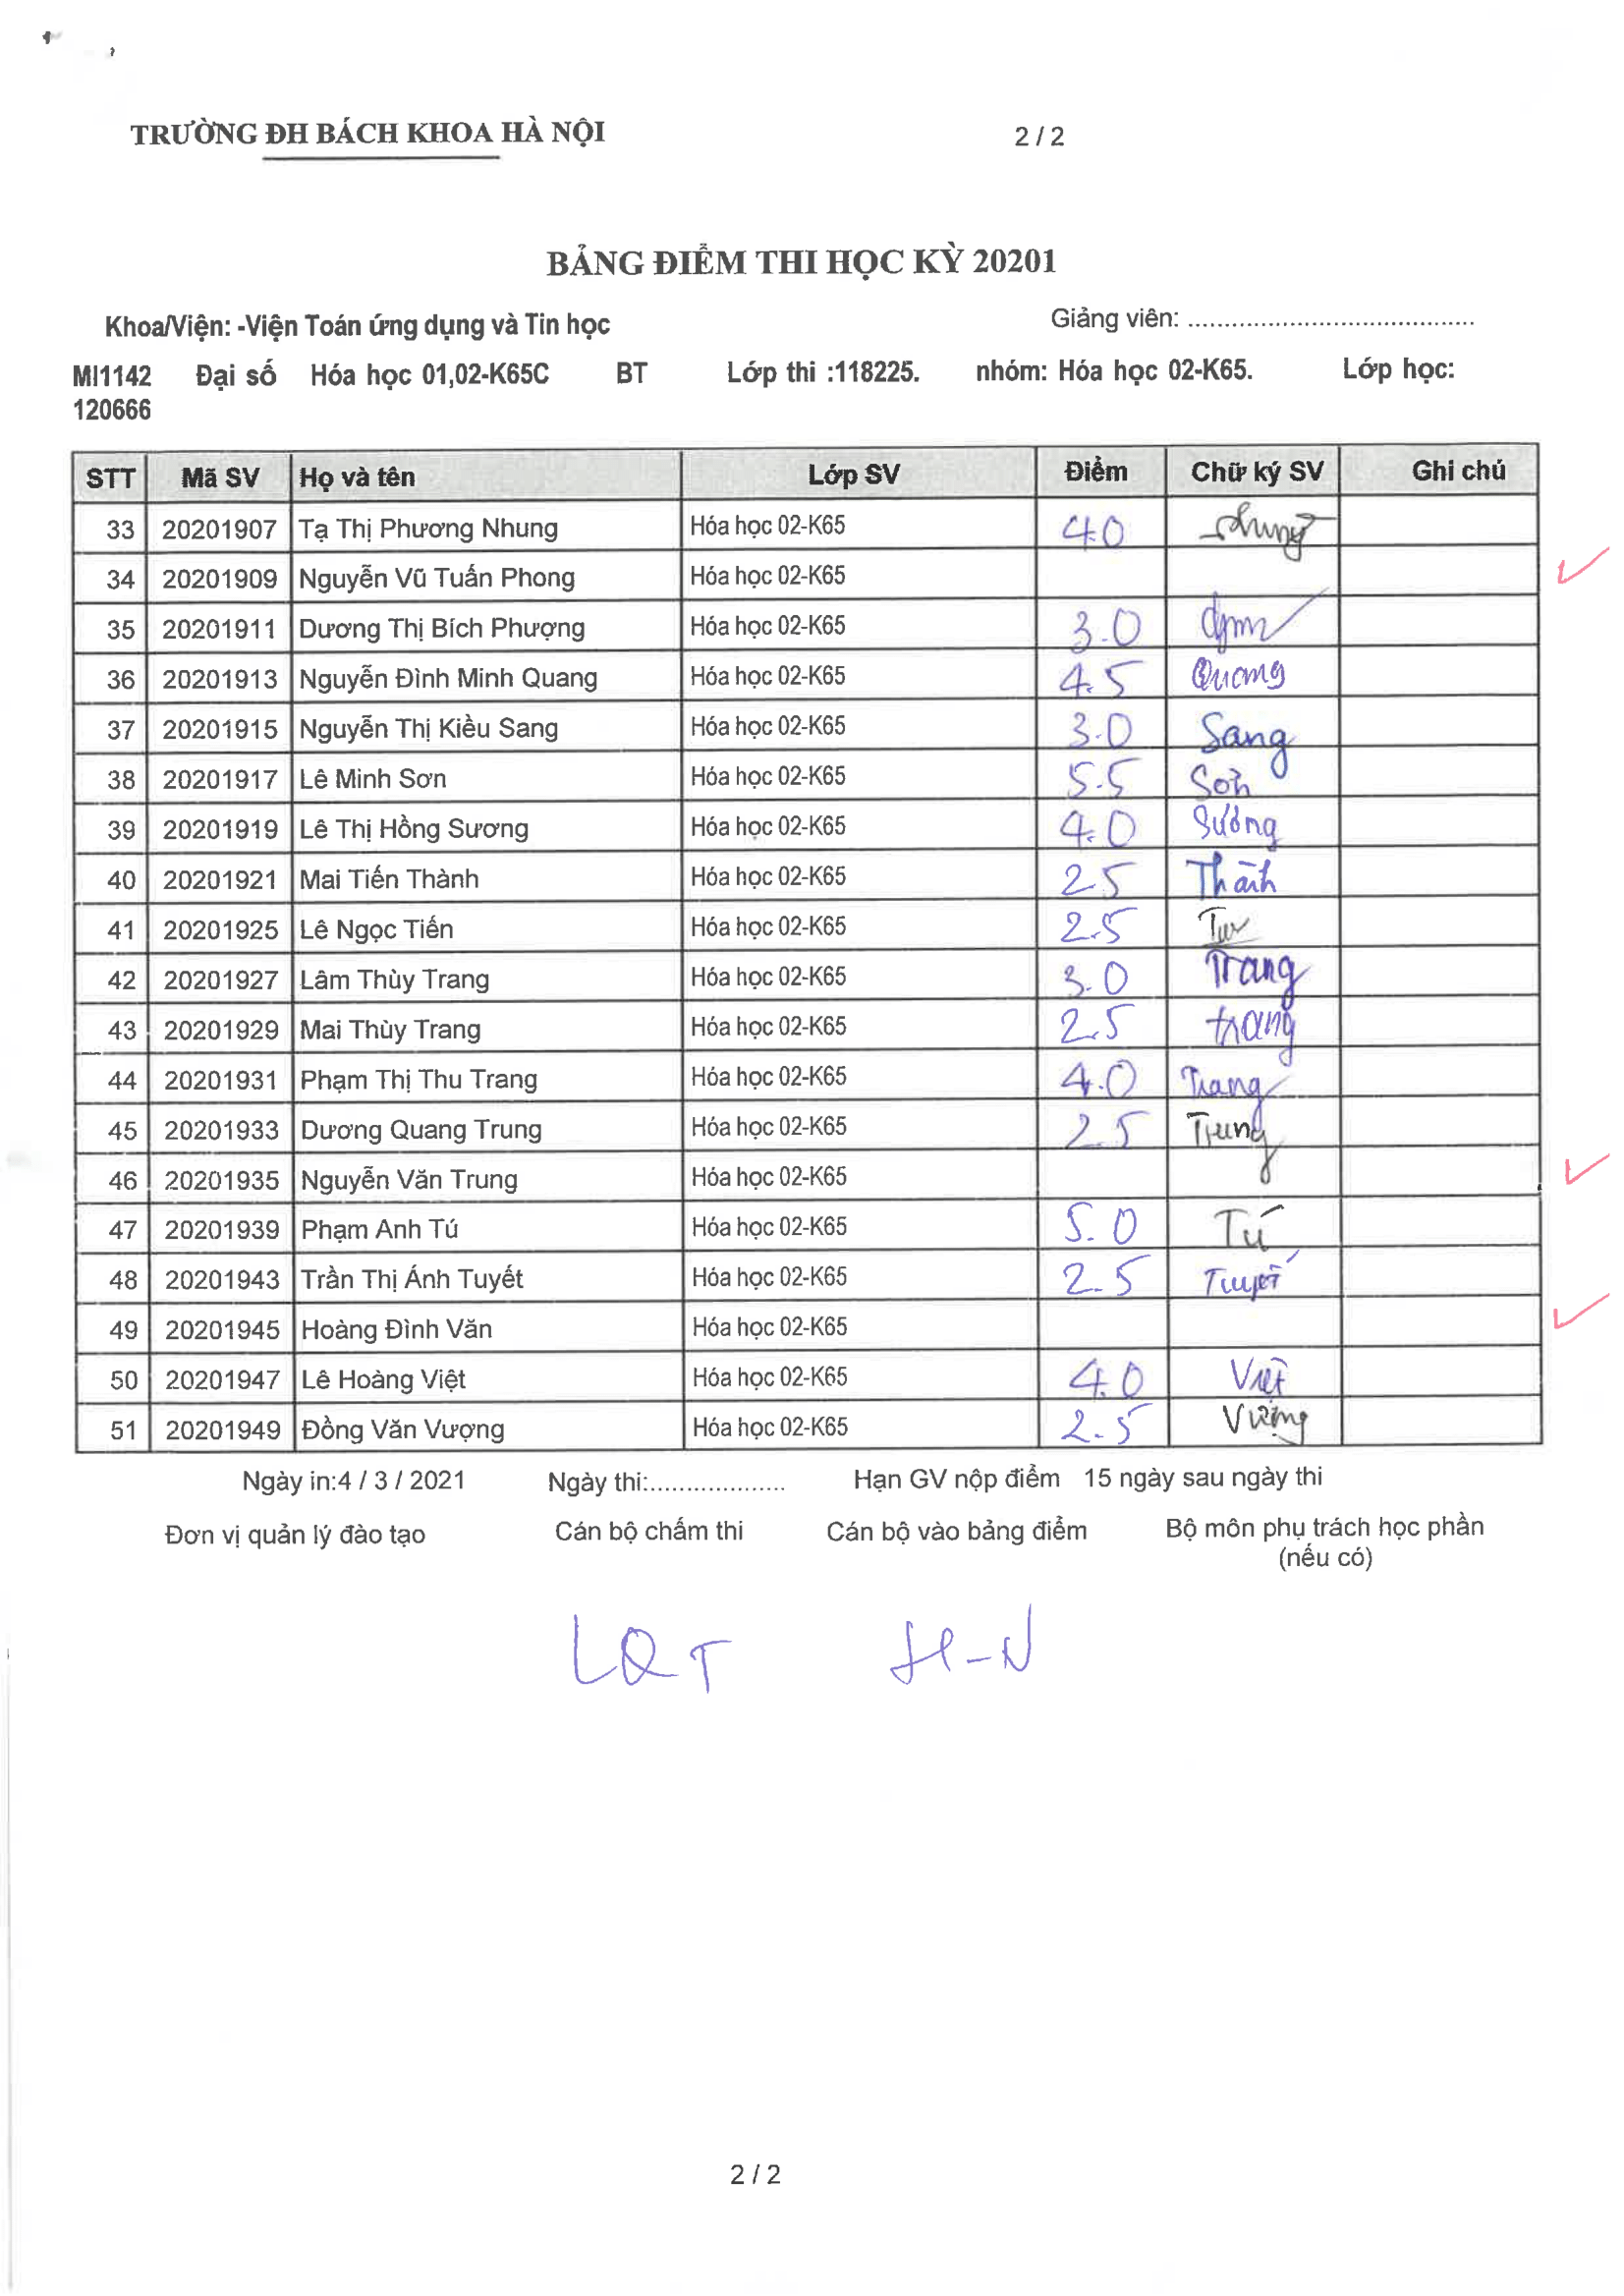 TRƯỜNG ĐH BÁCH KHOA HÀ NỘI 2 / 2
BẢNG ĐIỂM THI HỌC KỲ 20201
Khoa/Viện: -Viện Toán ứng dụng và Tin học Giảng viên: .......................................
MI1142 Đại số Hóa học 01,02-K65C BT Lớp thi :118225. nhóm: Hóa học 02-K65. Lớp học:
120666
STT Mã SV Họ và tên Lớp SV Điểm Chữ ký SV Ghi chú
33 20201907 Tạ Thị Phương Nhung Hóa học 02-K65 4.0 Nhung
34 20201909 Nguyễn Vũ Tuấn Phong Hóa học 02-K65
35 20201911 Dương Thị Bích Phượng Hóa học 02-K65 3.0
36 20201913 Nguyễn Đình Minh Quang Hóa học 02-K65 4.5 Quang
37 20201915 Nguyễn Thị Kiều Sang Hóa học 02-K65 3.0 Sang
38 20201917 Lê Minh Sơn Hóa học 02-K65 5.5 Sơn
39 20201919 Lê Thị Hồng Sương Hóa học 02-K65 4.0 Sương
40 20201921 Mai Tiến Thành Hóa học 02-K65 2.5 Thành
41 20201925 Lê Ngọc Tiến Hóa học 02-K65 2.5
42 20201927 Lâm Thùy Trang Hóa học 02-K65 3.0 Trang
43 20201929 Mai Thùy Trang Hóa học 02-K65 2.5 trang
44 20201931 Phạm Thị Thu Trang Hóa học 02-K65 4.0 Trang
45 20201933 Dương Quang Trung Hóa học 02-K65 2.5 Trung
46 20201935 Nguyễn Văn Trung Hóa học 02-K65
47 20201939 Phạm Anh Tú Hóa học 02-K65 5.0 Tú
48 20201943 Trần Thị Ánh Tuyết Hóa học 02-K65 2.5 Tuyết
49 20201945 Hoàng Đình Văn Hóa học 02-K65
50 20201947 Lê Hoàng Việt Hóa học 02-K65 4.0 Việt
51 20201949 Đồng Văn Vượng Hóa học 02-K65 2.5 Vượng
Ngày in:4 / 3 / 2021 Ngày thi:................... Hạn GV nộp điểm 15 ngày sau ngày thi
Đơn vị quản lý đào tạo Cán bộ chấm thi Cán bộ vào bảng điểm Bộ môn phụ trách học phần
(nếu có)
LQT
2 / 2